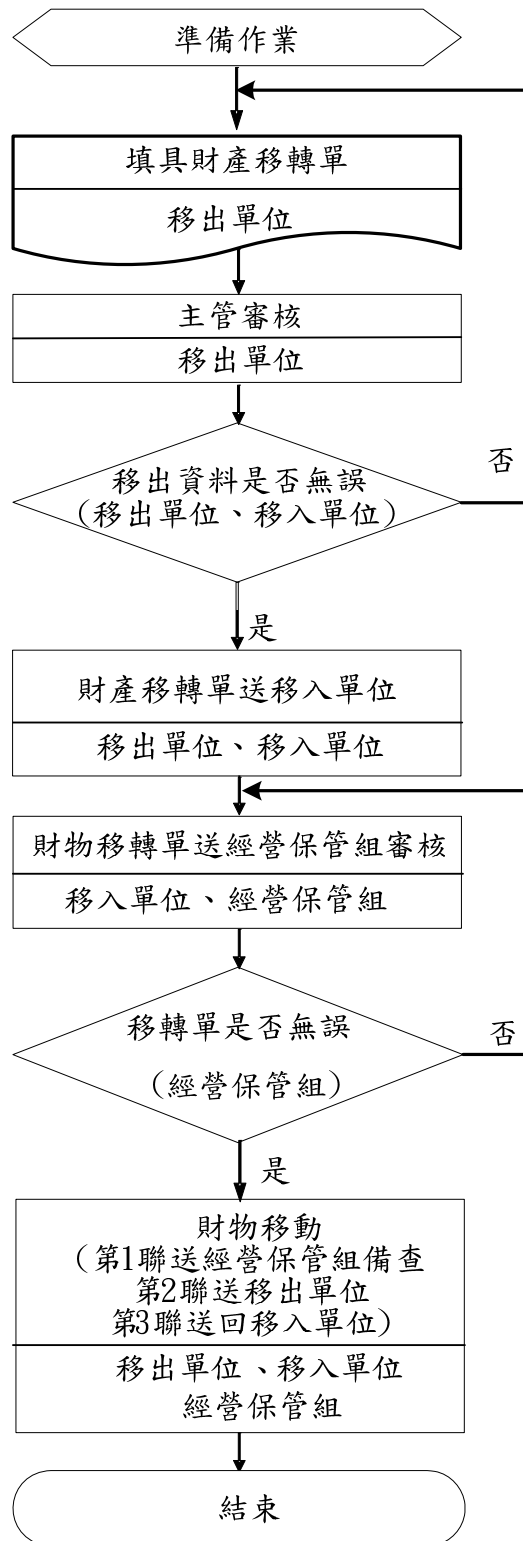 準備作業
填具財產移轉單
移出單位
主管審核
移出單位
移出資料是否無誤
(移出單位、移入單位)
否
是
財產移轉單送移入單位
移出單位、移入單位
財物移轉單送經營保管組審核
移入單位、經營保管組
移轉單是否無誤
(經營保管組)
否
是
財物移動
(第1聯送經營保管組備查
第2聯送移出單位
第3聯送回移入單位)
移出單位、移入單位
經營保管組
結束